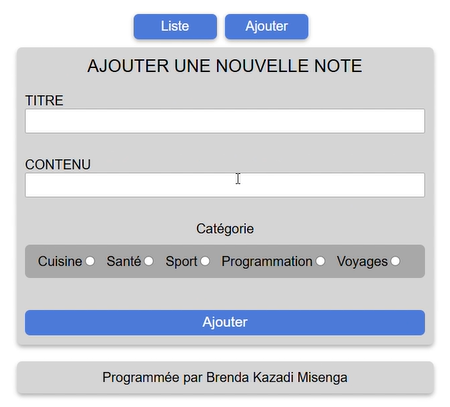 Liste Ajouter
AJOUTER UNE NOUVELLE NOTE
TITRE
CONTENU
Catégorie
Cuisine Santé Sport Programmation Voyages
Ajouter
Programmée par Brenda Kazadi Misenga